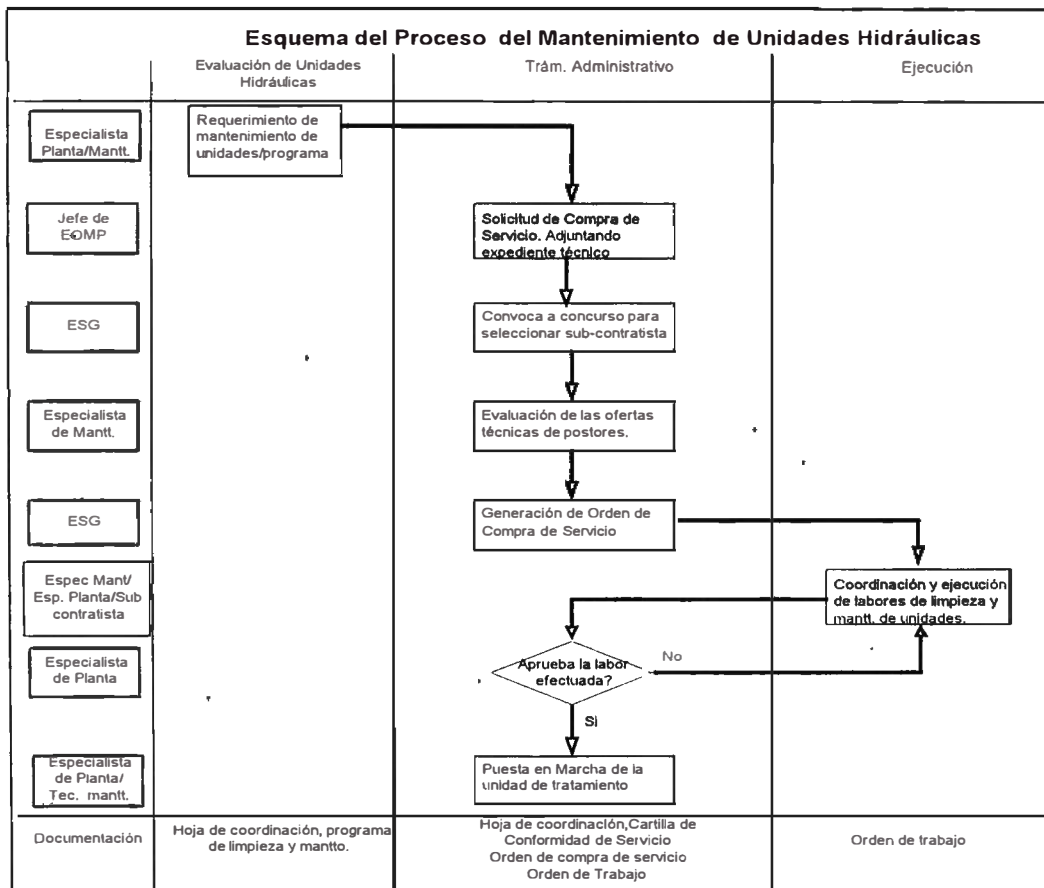 Esquema del Proceso del Mantenimiento de Unidades Hidráulicas
Evaluación de Unidades
Hidráulicas
Trám. Administrativo
Ejecución
Especialista
Planta/Mantt.
Requerimiento de
mantenimiento de
unidades/programa
Jefe de
EOMP
Solicitud de Compra de
Servicio. Adjuntando
expediente técnico
ESG
Convoca a concurso para
seleccionar sub-contratista
Especialista
de Mantt.
Evaluación de las ofertas
técnicas de postores.
ESG
Generación de Orden de
Compra de Servicio
Espec Mant/
Esp. Planta/Sub
contratista
Coordinación y ejecución
de labores de limpieza y
mantt. de unidades.
Especialista
de Planta
Aprueba la labor
efectuada?
No
Si
Especialista
de Planta/
Tec. mantt.
Puesta en Marcha de la
unidad de tratamiento
Documentación
Hoja de coordinación, programa
de limpieza y mantto.
Hoja de coordinación,Cartilla de
Conformidad de Servicio
Orden de compra de servicio
Orden de Trabajo
Orden de trabajo